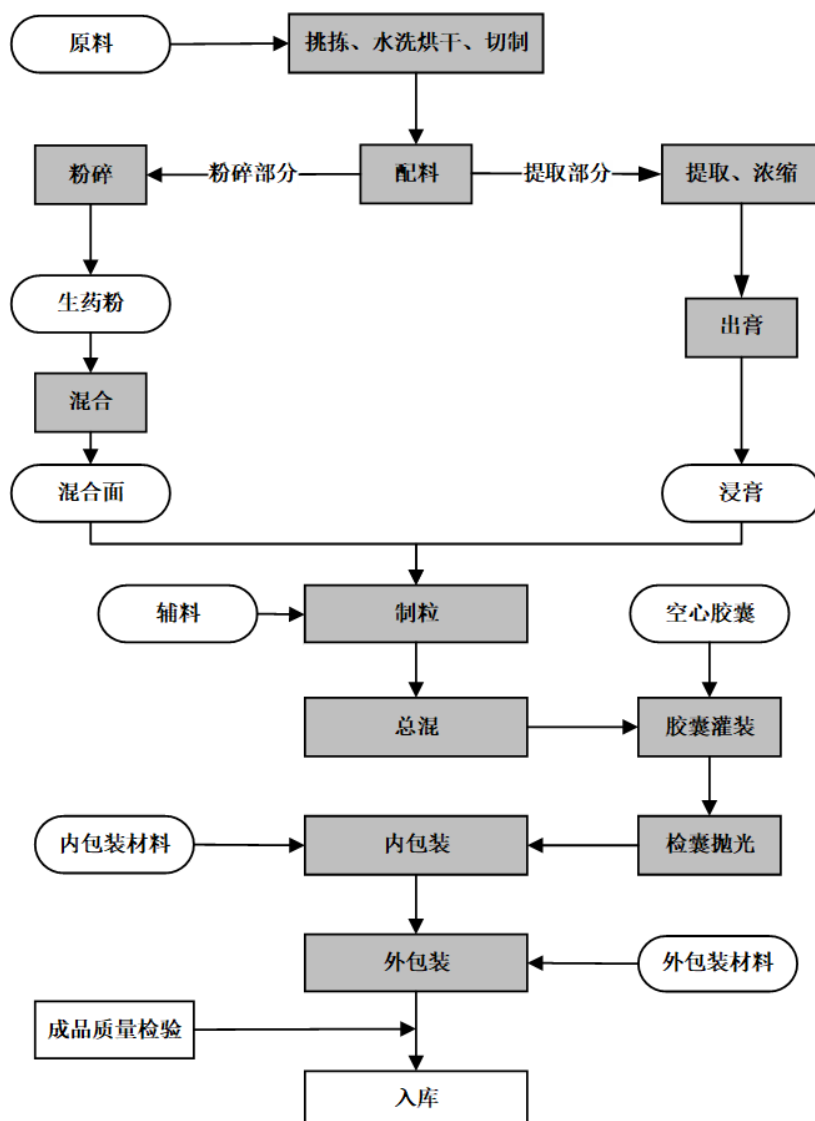 原料
挑拣、水洗烘干、切制
粉碎
粉碎部分
配料
提取部分
提取、浓缩
生药粉
出膏
混合
混合面
浸膏
辅料
制粒
空心胶囊
总混
胶囊灌装
内包装材料
内包装
检囊抛光
外包装
外包装材料
成品质量检验
入库